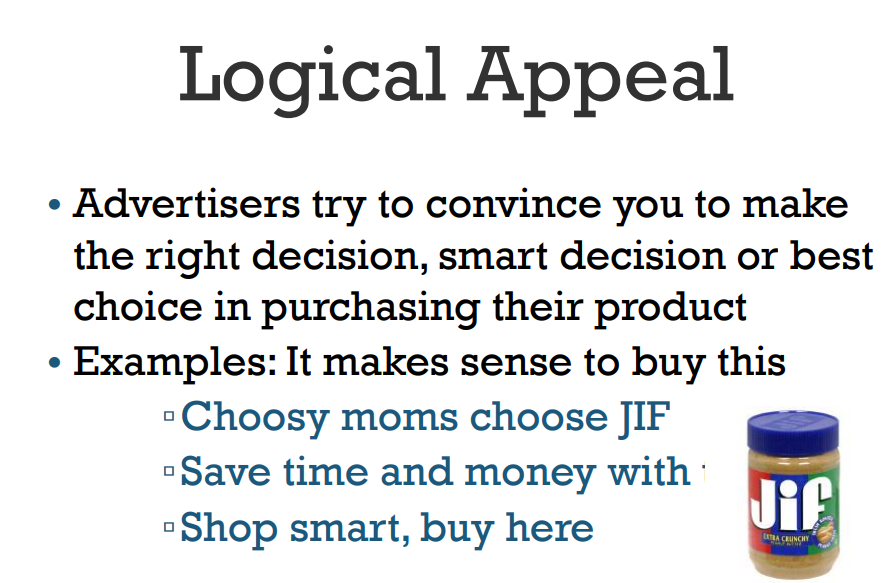 Logical Appeal
• Advertisers try to convince you to make
the right decision, smart decision or best
choice in purchasing their product
• Examples: It makes sense to buy this
▫ Choosy moms choose JIF
▫ Save time and money with
▫ Shop smart, buy here
Jif
EXTRA CRUNCHY
PEANUT BUTTER